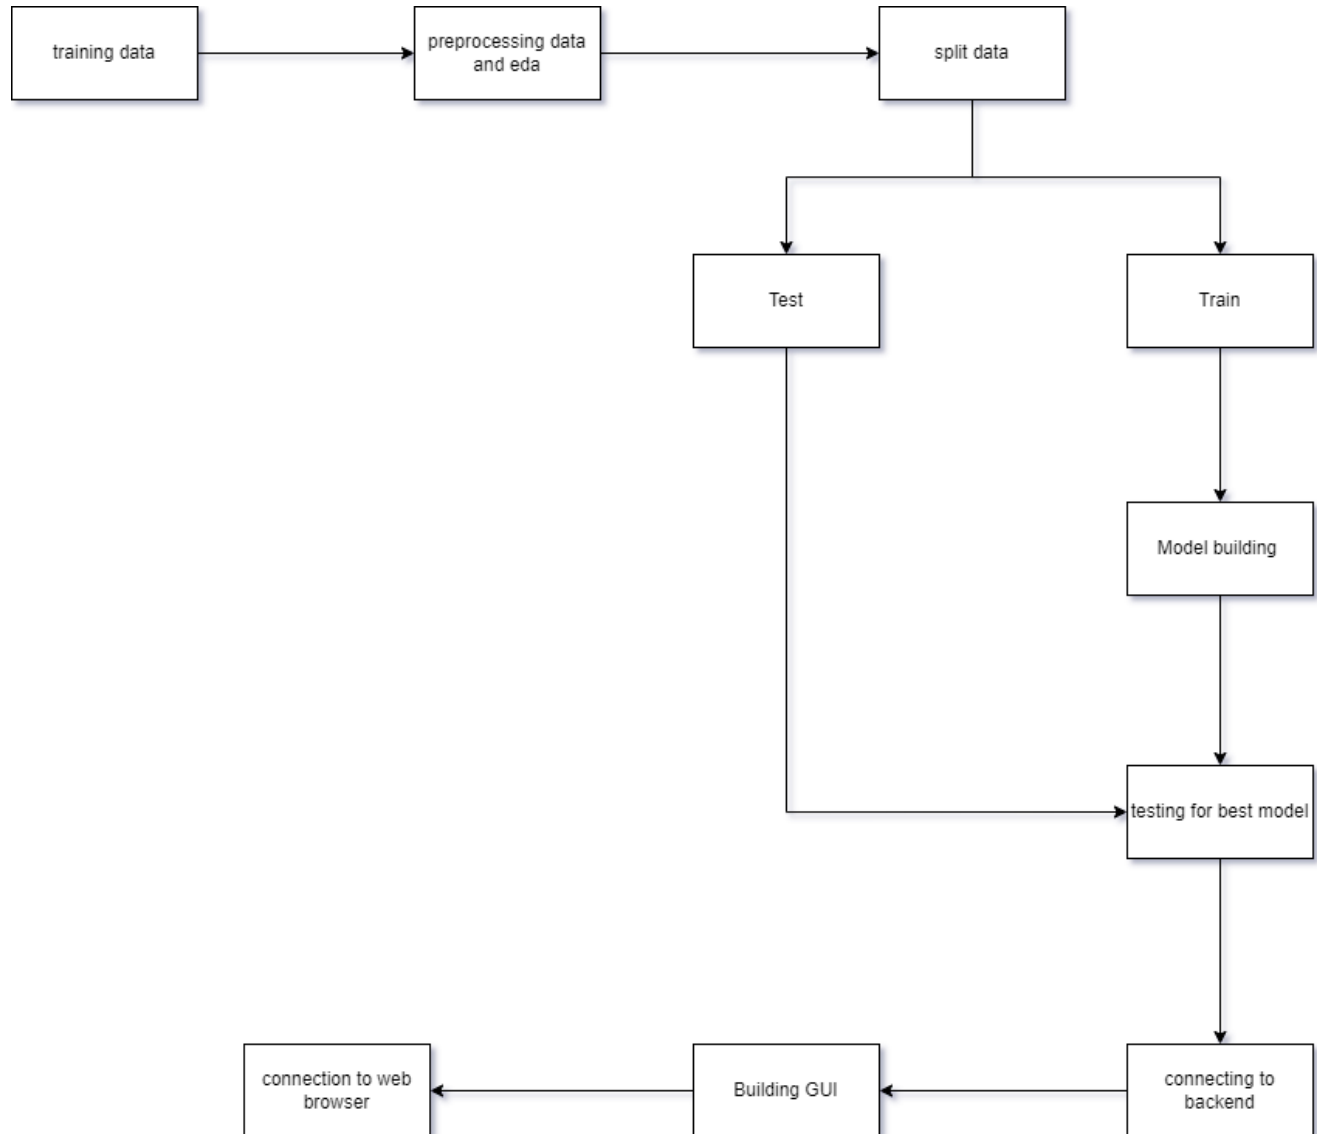 training data
preprocessing data
and eda
split data
Test
Train
Model building
testing for best model
connection to web
browser
Building GUI
connecting to
backend